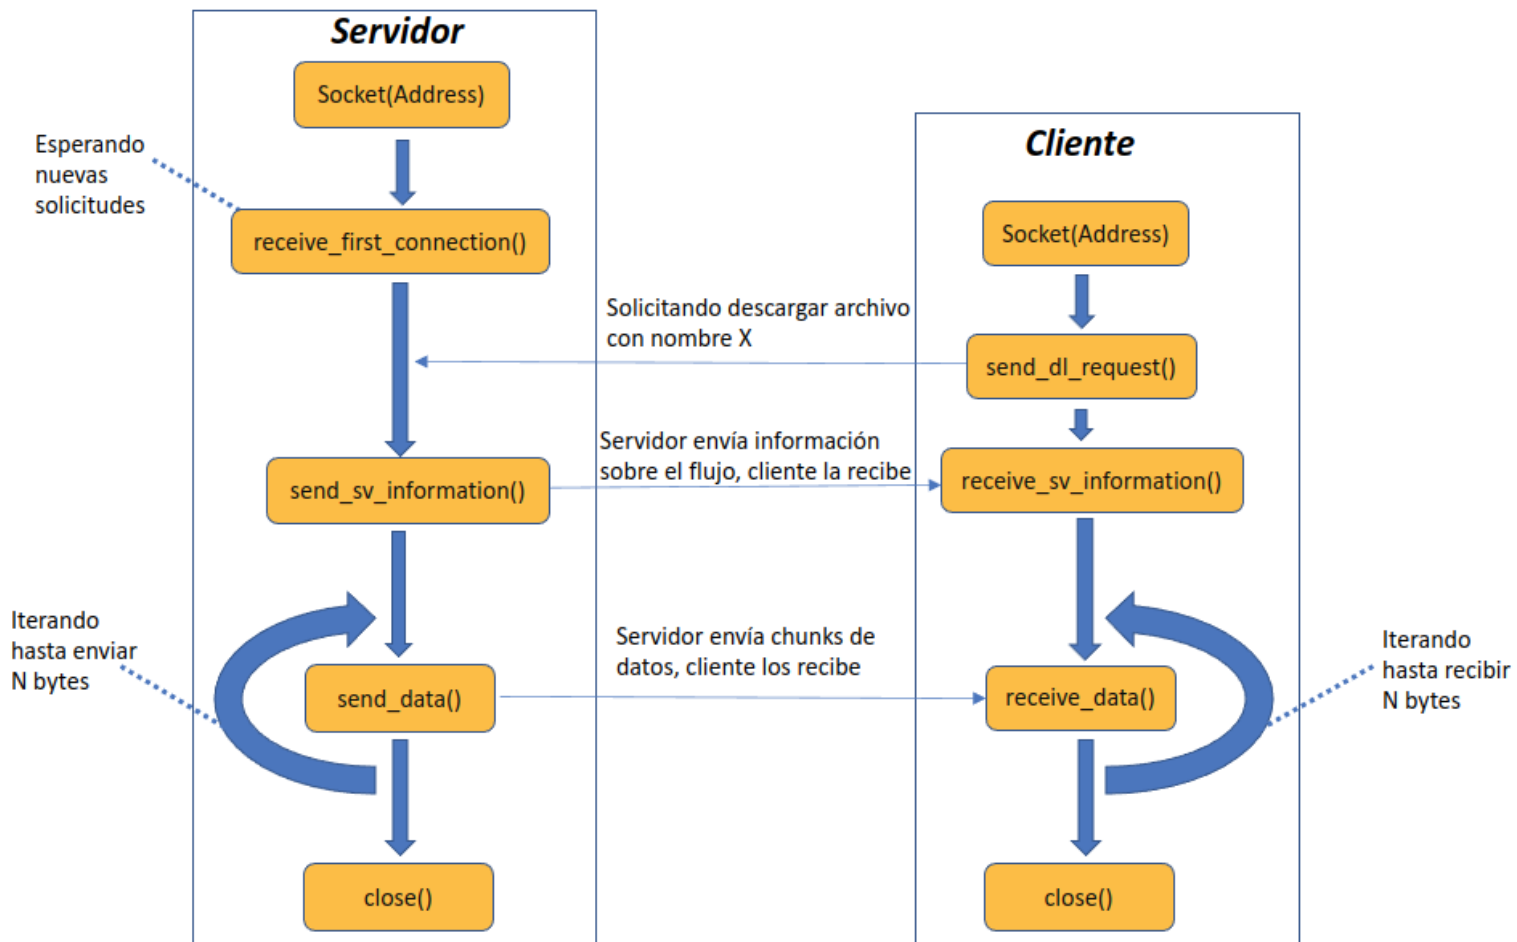 Servidor
Socket(Address)
Esperando
nuevas
solicitudes
receive_first_connection()
Cliente
Socket(Address)
Solicitando descargar archivo
con nombre X
send_dl_request()
Servidor envía información
sobre el flujo, cliente la recibe
send_sv_information()
receive_sv_information()
Iterando
hasta enviar
N bytes
Servidor envía chunks de
datos, cliente los recibe
send_data()
receive_data()
Iterando
hasta recibir
N bytes
close()
close()